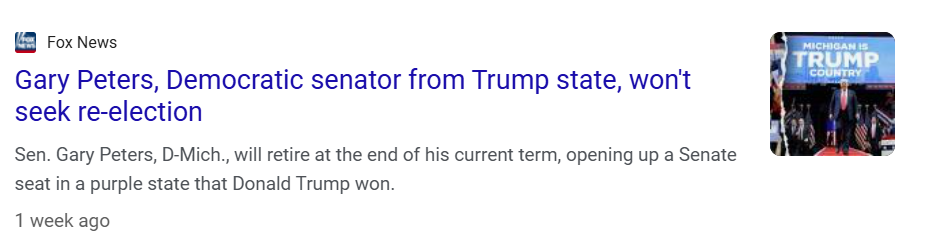 FOX NEWS
Fox News
Gary Peters, Democratic senator from Trump state, won't
seek re-election
MICHIGAN IS
TRUMP
COUNTRY
Sen. Gary Peters, D-Mich., will retire at the end of his current term, opening up a Senate
seat in a purple state that Donald Trump won.
1 week ago